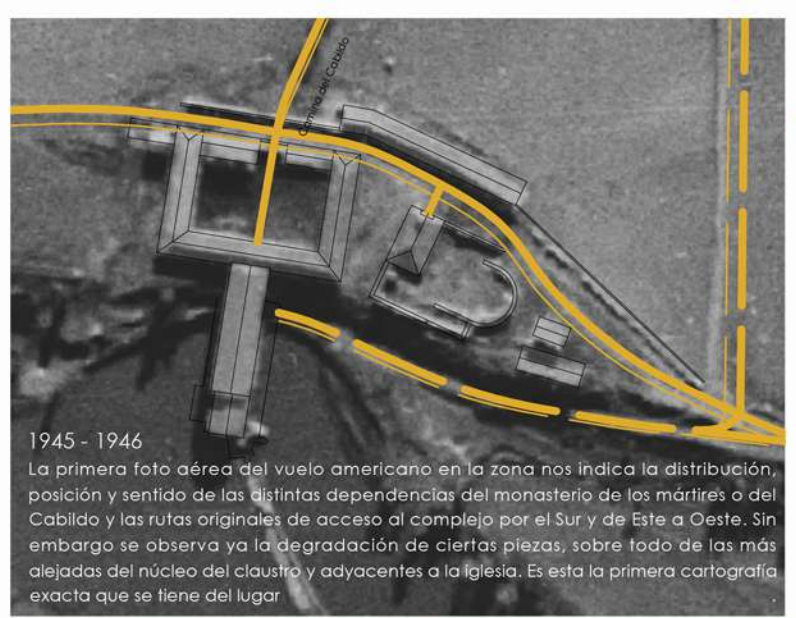 Camino del Cabildo
1945 - 1946
La primera foto aérea del vuelo americano en la zona nos indica la distribución,
posición y sentido de las distintas dependencias del monasterio de los mártires o del
Cabildo y las rutas originales de acceso al complejo por el Sur y de Este a Oeste. Sin
embargo se observa ya la degradación de ciertas piezas, sobre todo de las más
alejadas del núcleo del claustro y adyacentes a la iglesia. Es esta la primera cartografía
exacta que se tiene del lugar .